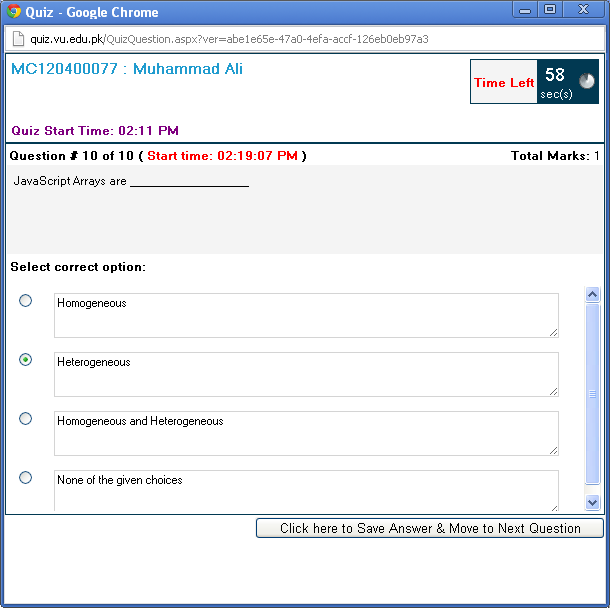 Quiz - Google Chrome
quiz.vu.edu.pk/QuizQuestion.aspx?ver=abe1e65e-47a0-4efa-accf-126eb0eb97a3
MC120400077 : Muhammad Ali
Time Left 58
sec(s)
Quiz Start Time: 02:11 PM
Question # 10 of 10 ( Start time: 02:19:07 PM ) Total Marks: 1
JavaScript Arrays are ___________________
Select correct option:
Homogeneous
Heterogeneous
Homogeneous and Heterogeneous
None of the given choices
Click here to Save Answer & Move to Next Question